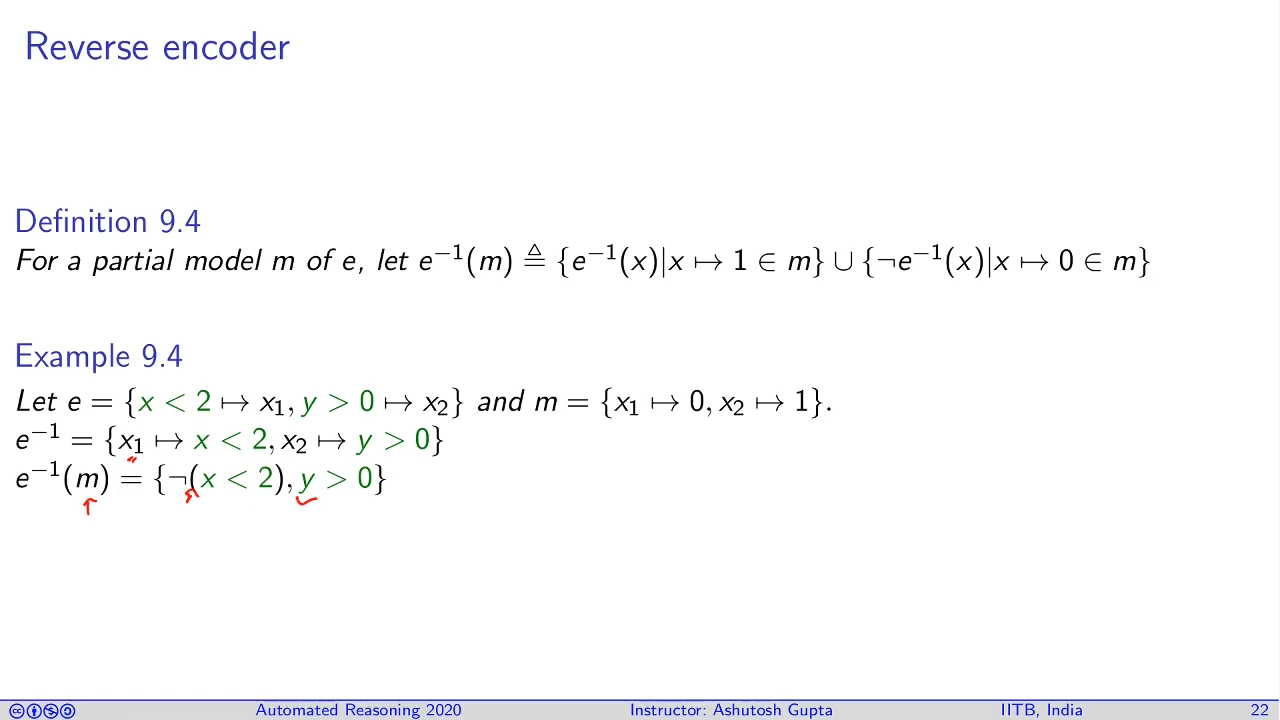 Reverse encoder
Definition 9.4
For a partial model m of e, let e⁻¹(m) ≜ {e⁻¹(x)|x ↦ 1 ∈ m} ∪ {¬e⁻¹(x)|x ↦ 0 ∈ m}
Example 9.4
Let e = {x < 2 ↦ x₁, y > 0 ↦ x₂} and m = {x₁ ↦ 0, x₂ ↦ 1}.
e⁻¹ = {x₁ ↦ x < 2, x₂ ↦ y > 0}
e⁻¹(m) = {¬(x < 2), y > 0}
Automated Reasoning 2020 Instructor: Ashutosh Gupta IITB, India 22